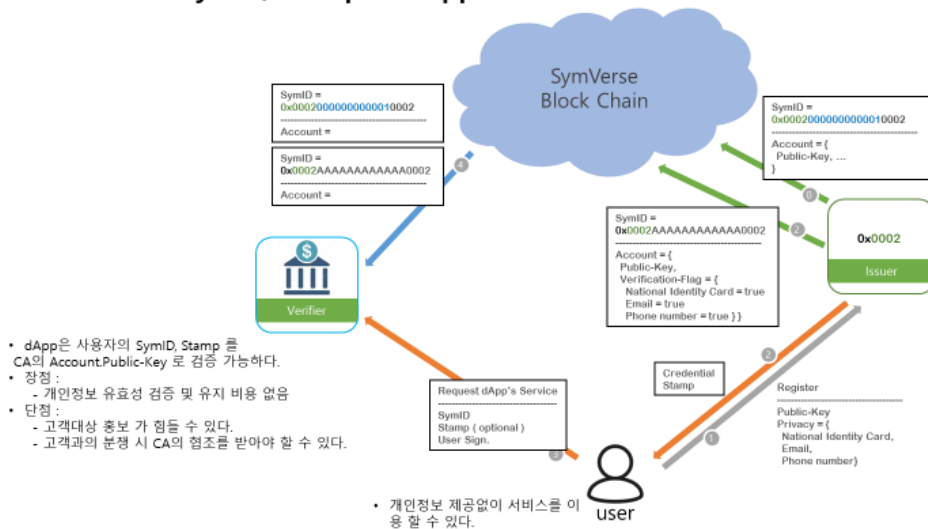 SymVerse
Block Chain
SymID =
0x00020000000000010002
Account =
SymID =
0x0002AAAAAAAAAAAA0002
Account =
4
SymID =
0x00020000000000010002
Account = {
Public-Key, ...
}
0
SymID =
0x0002AAAAAAAAAAAA0002
Account = {
Public-Key,
Verification-Flag = {
National Identity Card = true
Email = true
Phone number = true } }
2
0x0002
Issuer
$
Verifier
• dApp은 사용자의 SymID, Stamp 를
CA의 Account.Public-Key 로 검증 가능하다.
• 장점 :
- 개인정보 유효성 검증 및 유지 비용 없음
• 단점 :
- 고객대상 홍보 가 힘들 수 있다.
- 고객과의 분쟁 시 CA의 협조를 받아야 할 수 있다.
Request dApp's Service
SymID
Stamp ( optional )
User Sign.
3
Credential
Stamp
2
1
Register
Public-Key
Privacy = {
National Identity Card,
Email,
Phone number}
• 개인정보 제공없이 서비스를 이
용 할 수 있다.
user